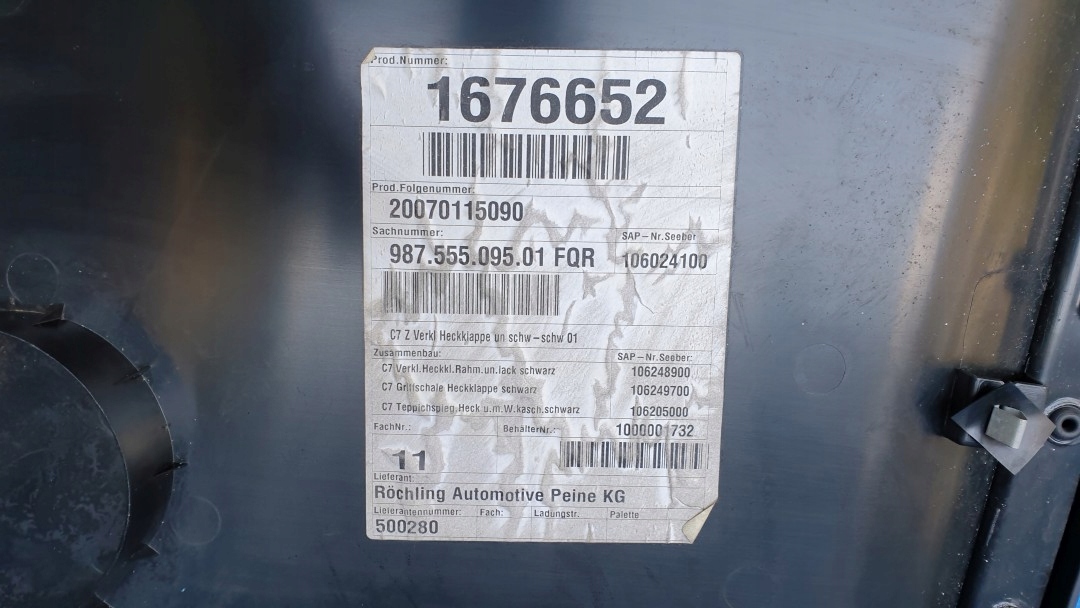 Prod.Nummer:
1676652
Prod.Folgenummer:
20070115090
Sachnummer: SAP-Nr.Seeber
987.555.095.01 FQR 106024100
C7 Z Verkl Heckklappe un schw-schw 01
Zusammenbau: SAP-Nr.Seeber:
C7 Verkl.Heckkl.Rahm.un.lack schwarz 106248900
C7 Griffschale Heckklappe schwarz 106249700
C7 Teppichspieg.Heck u.m.W.kasch.schwarz 106205000
FachNr.: BehälterNr.: 1000001732
11
Lieferant:
Röchling Automotive Peine KG
Lieferantennummer: Fach: Ladungstr. Palette
500280